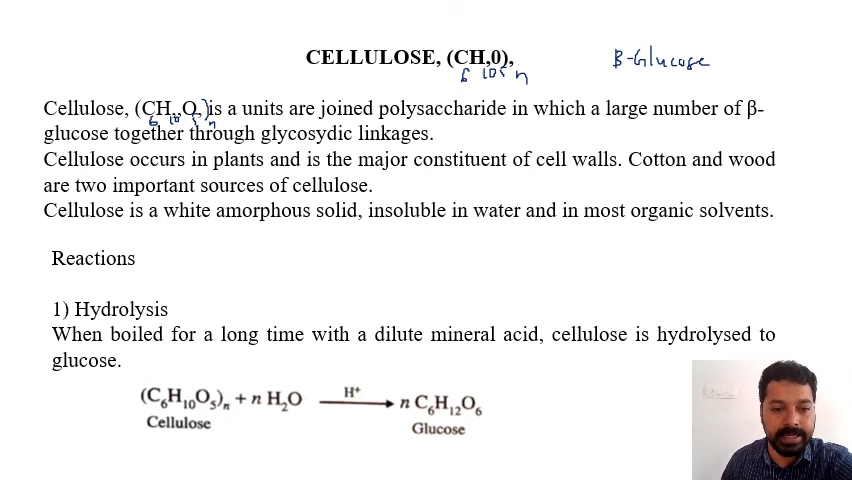 CELLULOSE, (CH,0), β-Glucose
6 10 5 n
Cellulose, (CH,,O,) is a units are joined polysaccharide in which a large number of β-
6 10 5 n
glucose together through glycosydic linkages.
Cellulose occurs in plants and is the major constituent of cell walls. Cotton and wood
are two important sources of cellulose.
Cellulose is a white amorphous solid, insoluble in water and in most organic solvents.
Reactions
1) Hydrolysis
When boiled for a long time with a dilute mineral acid, cellulose is hydrolysed to
glucose.
(C₆H₁₀O₅)ₙ + n H₂O H⁺ → n C₆H₁₂O₆
Cellulose Glucose